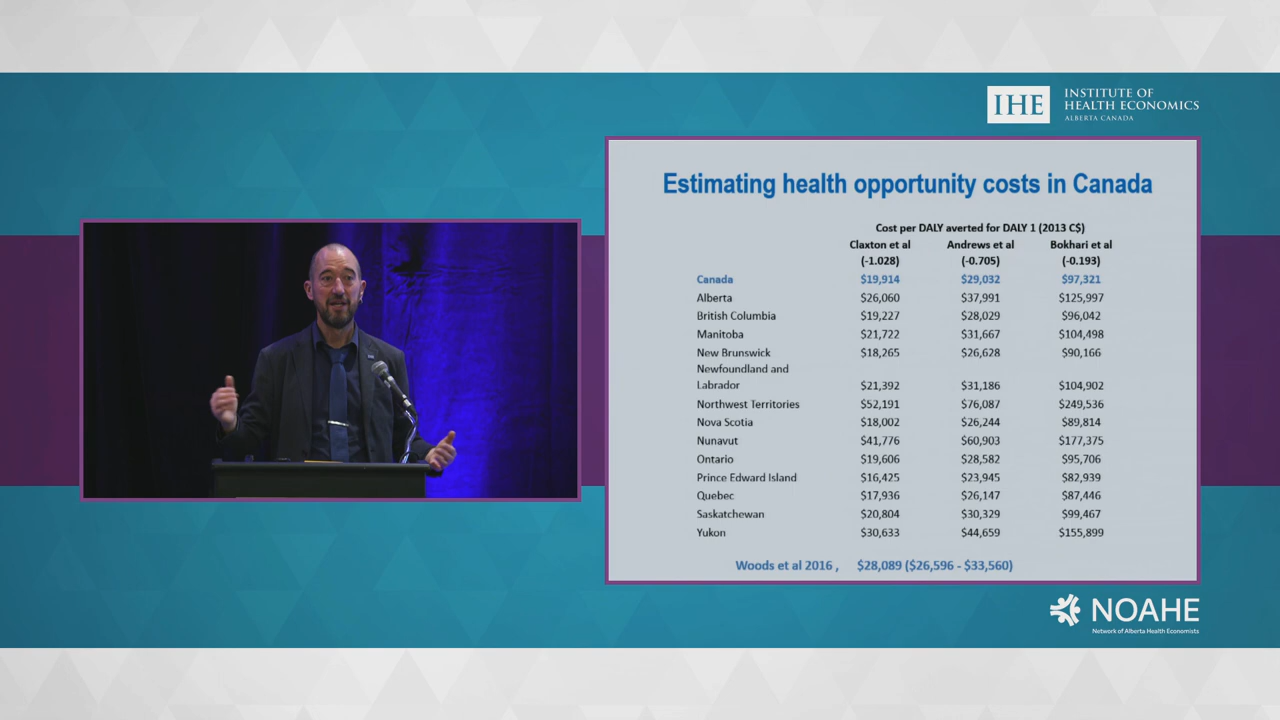 IHE
INSTITUTE OF
HEALTH ECONOMICS
ALBERTA CANADA
Estimating health opportunity costs in Canada
Cost per DALY averted for DALY 1 (2013 C$)
Claxton et al Andrews et al Bokhari et al
(-1.028) (-0.705) (-0.193)
Canada $19,914 $29,032 $97,321
Alberta $26,060 $37,991 $125,997
British Columbia $19,227 $28,029 $96,042
Manitoba $21,722 $31,667 $104,498
New Brunswick $18,265 $26,628 $90,166
Newfoundland and
Labrador $21,392 $31,186 $104,902
Northwest Territories $52,191 $76,087 $249,536
Nova Scotia $18,002 $26,244 $89,814
Nunavut $41,776 $60,903 $177,375
Ontario $19,606 $28,582 $95,706
Prince Edward Island $16,425 $23,945 $82,939
Quebec $17,936 $26,147 $87,446
Saskatchewan $20,804 $30,329 $99,467
Yukon $30,633 $44,659 $155,899
Woods et al 2016 , $28,089 ($26,596 - $33,560)
NOAHE
Network of Alberta Health Economists